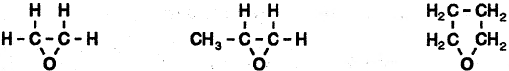 H H H H H₂C - CH₂
H - C - C - H CH₃ - C - C - H H₂C CH₂
O O O